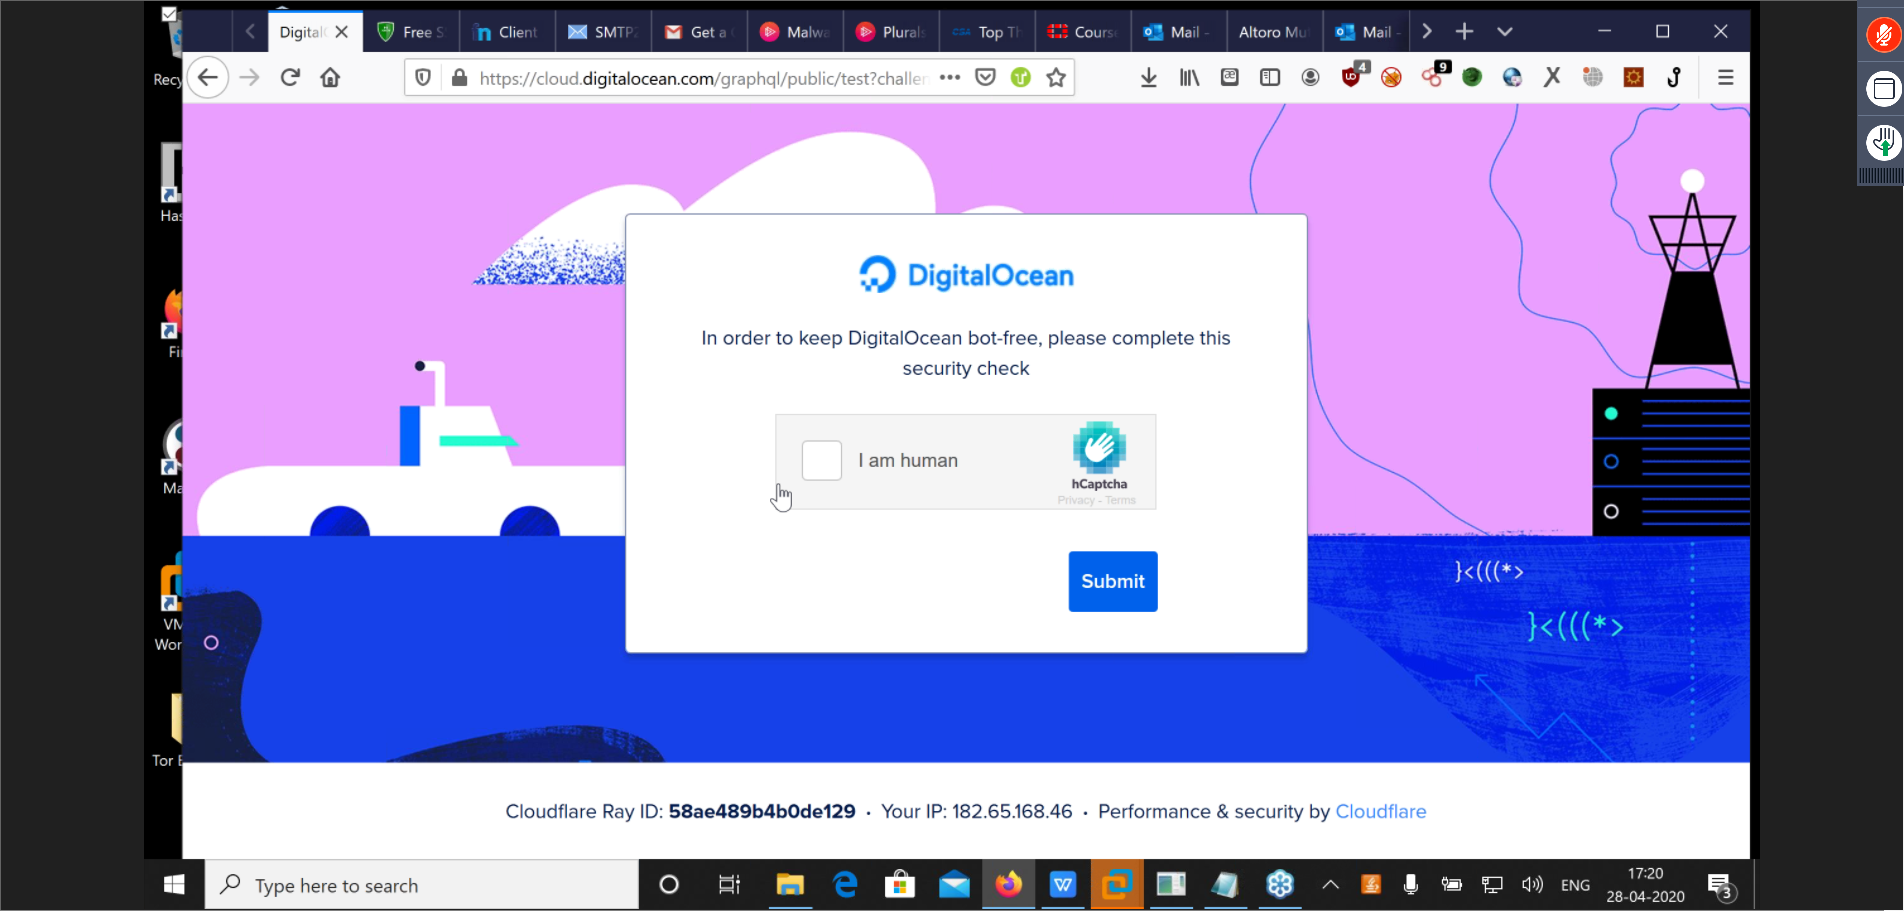 Digital
Free S
Client
SMTP2
Get a
Malwa
Plurals
Top Th
Course
Mail -
Altoro Mut
Mail -
https://cloud.digitalocean.com/graphql/public/test?challen
4
9
Recy
Has
Fi
Ma
VM
Wor
Tor B
DigitalOcean
In order to keep DigitalOcean bot-free, please complete this
security check
I am human
hCaptcha
Privacy - Terms
Submit
}<(((*>
}<(((*>
Cloudflare Ray ID: 58ae489b4b0de129 · Your IP: 182.65.168.46 · Performance & security by Cloudflare
Type here to search
ENG
17:20
28-04-2020
3